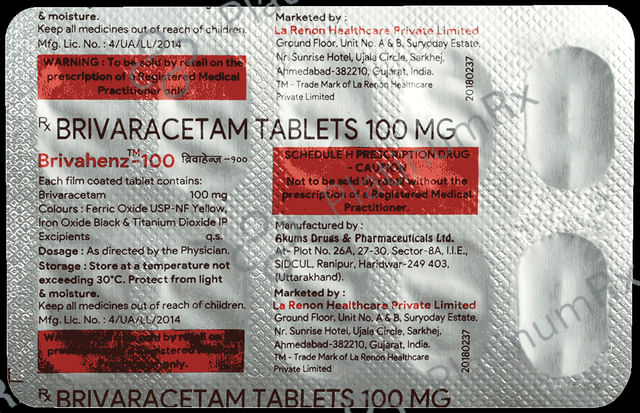 & moisture.
Keep all medicines out of reach of children.
Mfg. Lic. No. : 4/UA/LL/2014
WARNING : To be sold by retail on the
prescription of a Registered Medical
Practitioner only.
Marketed by :
La Renon Healthcare Private Limited
Ground Floor, Unit No. A & B, Suryoday Estate,
Nr. Sunrise Hotel, Ujala Circle, Sarkhej,
Ahmedabad-382210, Gujarat, India.
TM - Trade Mark of La Renon Healthcare
Private Limited
20180237
Rx BRIVARACETAM TABLETS 100 MG
Brivahenz™-100 ब्रिवाहेन्ज़ -१००
Each film coated tablet contains:
Brivaracetam 100 mg
Colours : Ferric Oxide USP-NF Yellow,
Iron Oxide Black & Titanium Dioxide IP
Excipients q.s.
Dosage : As directed by the Physician.
Storage : Store at a temperature not
exceeding 30°C. Protect from light
& moisture.
Keep all medicines out of reach of children.
Mfg. Lic. No. : 4/UA/LL/2014
SCHEDULE H PRESCRIPTION DRUG
- CAUTION
Not to be sold by retail without the
prescription of a Registered Medical
Practitioner.
Manufactured by :
Akums Drugs & Pharmaceuticals Ltd.
At- Plot No. 26A, 27-30, Sector-8A, I.I.E.,
SIDCUL, Ranipur, Haridwar-249 403,
(Uttarakhand).
Marketed by :
La Renon Healthcare Private Limited
Ground Floor, Unit No. A & B, Suryoday Estate,
Nr. Sunrise Hotel, Ujala Circle, Sarkhej,
Ahmedabad-382210, Gujarat, India.
TM - Trade Mark of La Renon Healthcare
Private Limited
20180237
Rx BRIVARACETAM TABLETS 100 MG